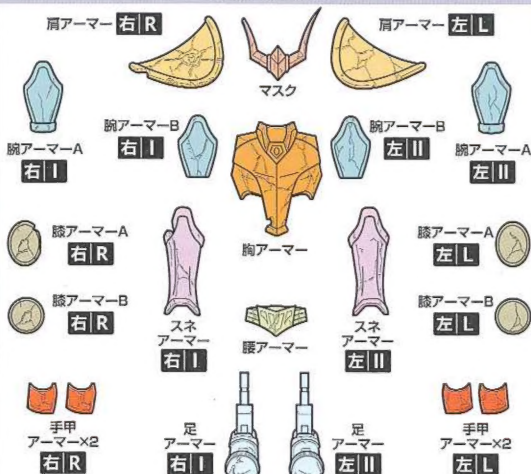 肩アーマー 右 R
肩アーマー 左 L
マスク
腕アーマーA
右 I
腕アーマーB
右 I
腕アーマーB
左 II
腕アーマーA
左 II
胸アーマー
膝アーマーA
右 R
膝アーマーA
左 L
膝アーマーB
右 R
膝アーマーB
左 L
スネ
アーマー
右 I
腰アーマー
スネ
アーマー
左 II
手甲
アーマー×2
右 R
足
アーマー
右 I
足
アーマー
左 II
手甲
アーマー×2
左 L